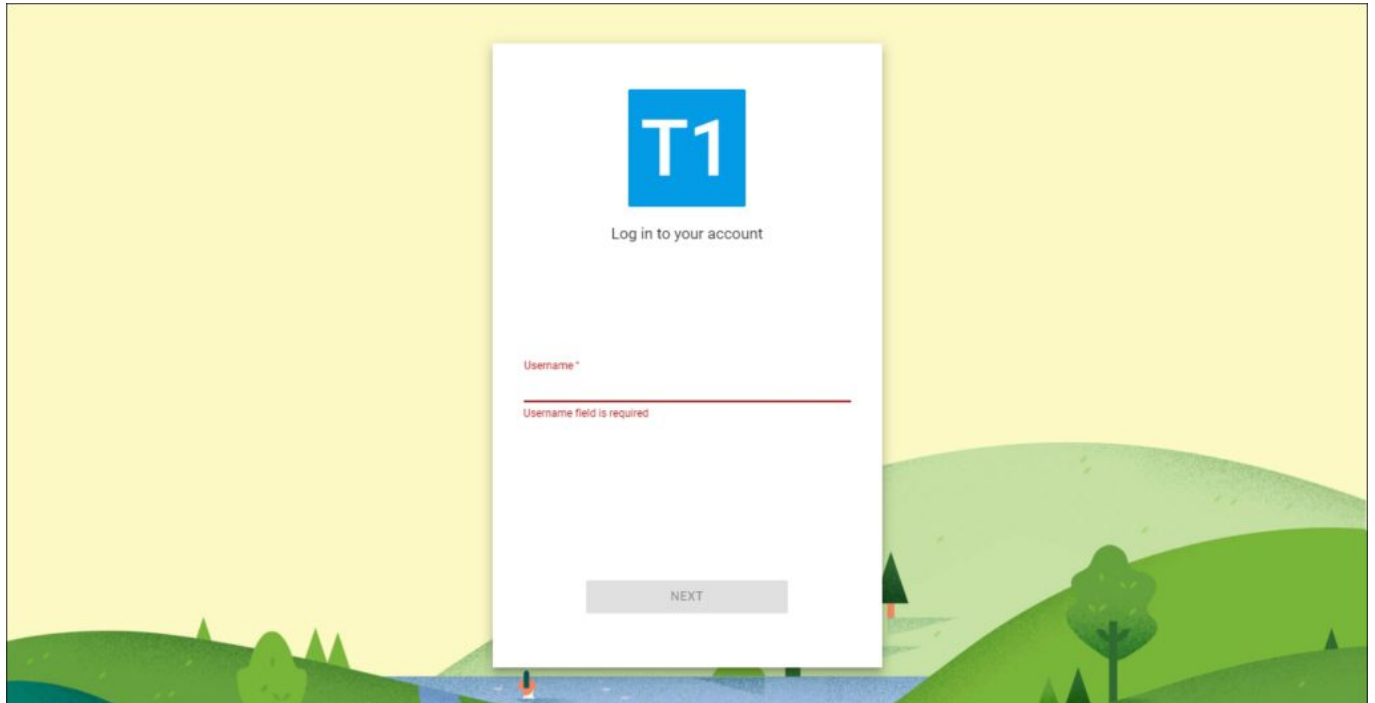 T1
Log in to your account
Username *
Username field is required
NEXT